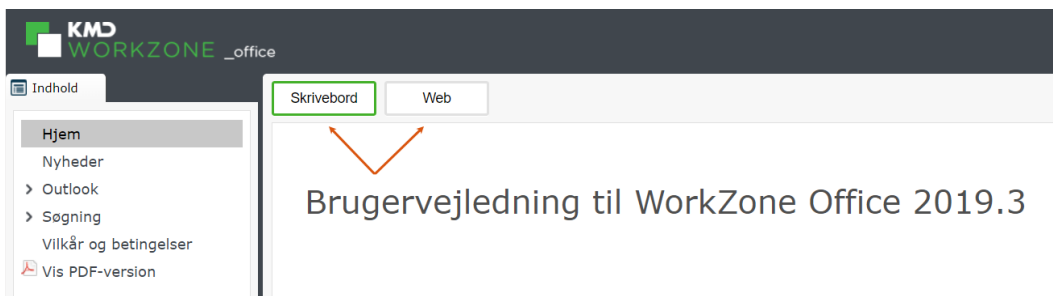 KMD
WORKZONE _office
Indhold
Skrivebord
Web
Hjem
Nyheder
Outlook
Søgning
Vilkår og betingelser
Vis PDF-version
Brugervejledning til WorkZone Office 2019.3